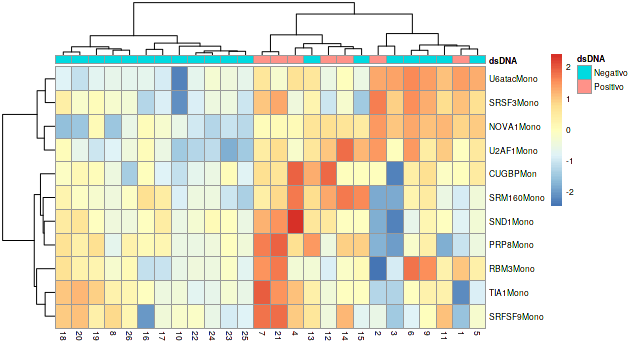 dsDNA
dsDNA
Negativo
Positivo
2
1
0
-1
-2
U6atacMono
SRSF3Mono
NOVA1Mono
U2AF1Mono
CUGBPMon
SRM160Mono
SND1Mono
PRP8Mono
RBM3Mono
TIA1Mono
SRFSF9Mono
18 20 19 8 26 16 17 10 22 24 23 25 7 21 4 13 12 14 15 2 3 6 9 11 1 5